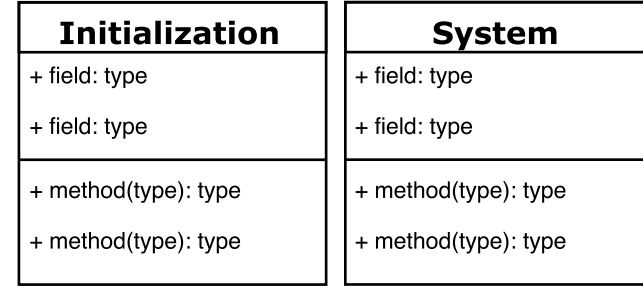 Initialization
+ field: type
+ field: type
+ method(type): type
+ method(type): type
System
+ field: type
+ field: type
+ method(type): type
+ method(type): type